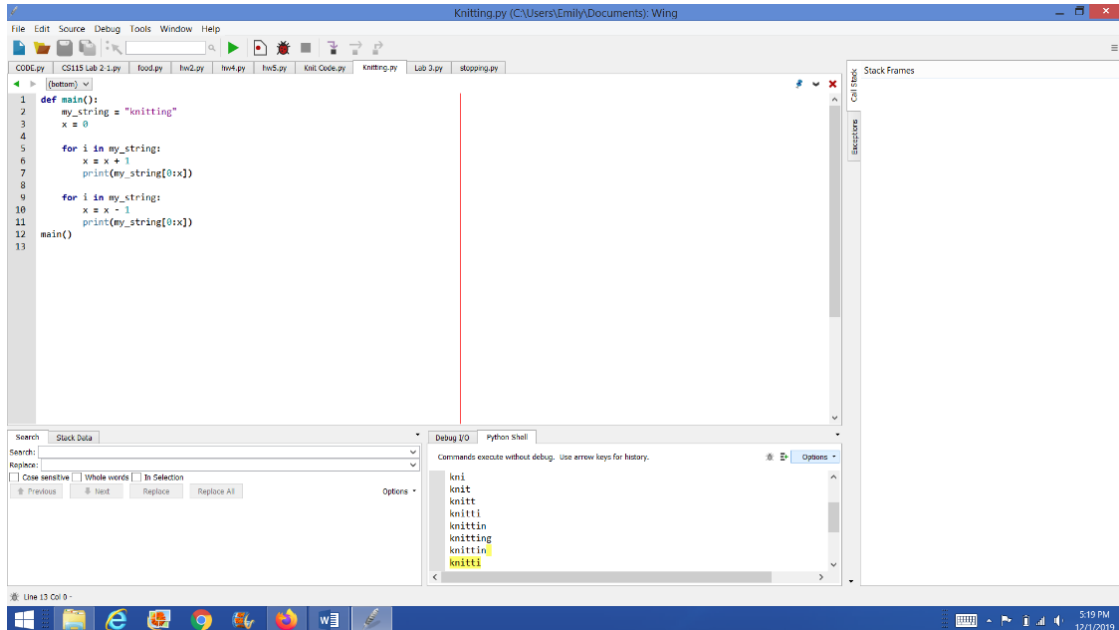 Knitting.py (C:\Users\Emily\Documents): Wing
File Edit Source Debug Tools Window Help
CODE.py CS115 Lab 2-1.py food.py hw2.py hw4.py hw5.py Knit Code.py Knitting.py Lab 3.py stopping.py
(bottom)
1 def main():
2 my_string = "knitting"
3 x = 0
4
5 for i in my_string:
6 x = x + 1
7 print(my_string[0:x])
8
9 for i in my_string:
10 x = x - 1
11 print(my_string[0:x])
12 main()
13
Call Stack
Stack Frames
Exceptions
Search Stack Data
Search:
Replace:
Case sensitive Whole words In Selection
Previous Next Replace Replace All Options
Debug I/O Python Shell
Commands execute without debug. Use arrow keys for history.
Options
kni
knit
knitt
knitti
knittin
knitting
knittin
knitti
Line 13 Col 0 -
5:19 PM
12/1/2019